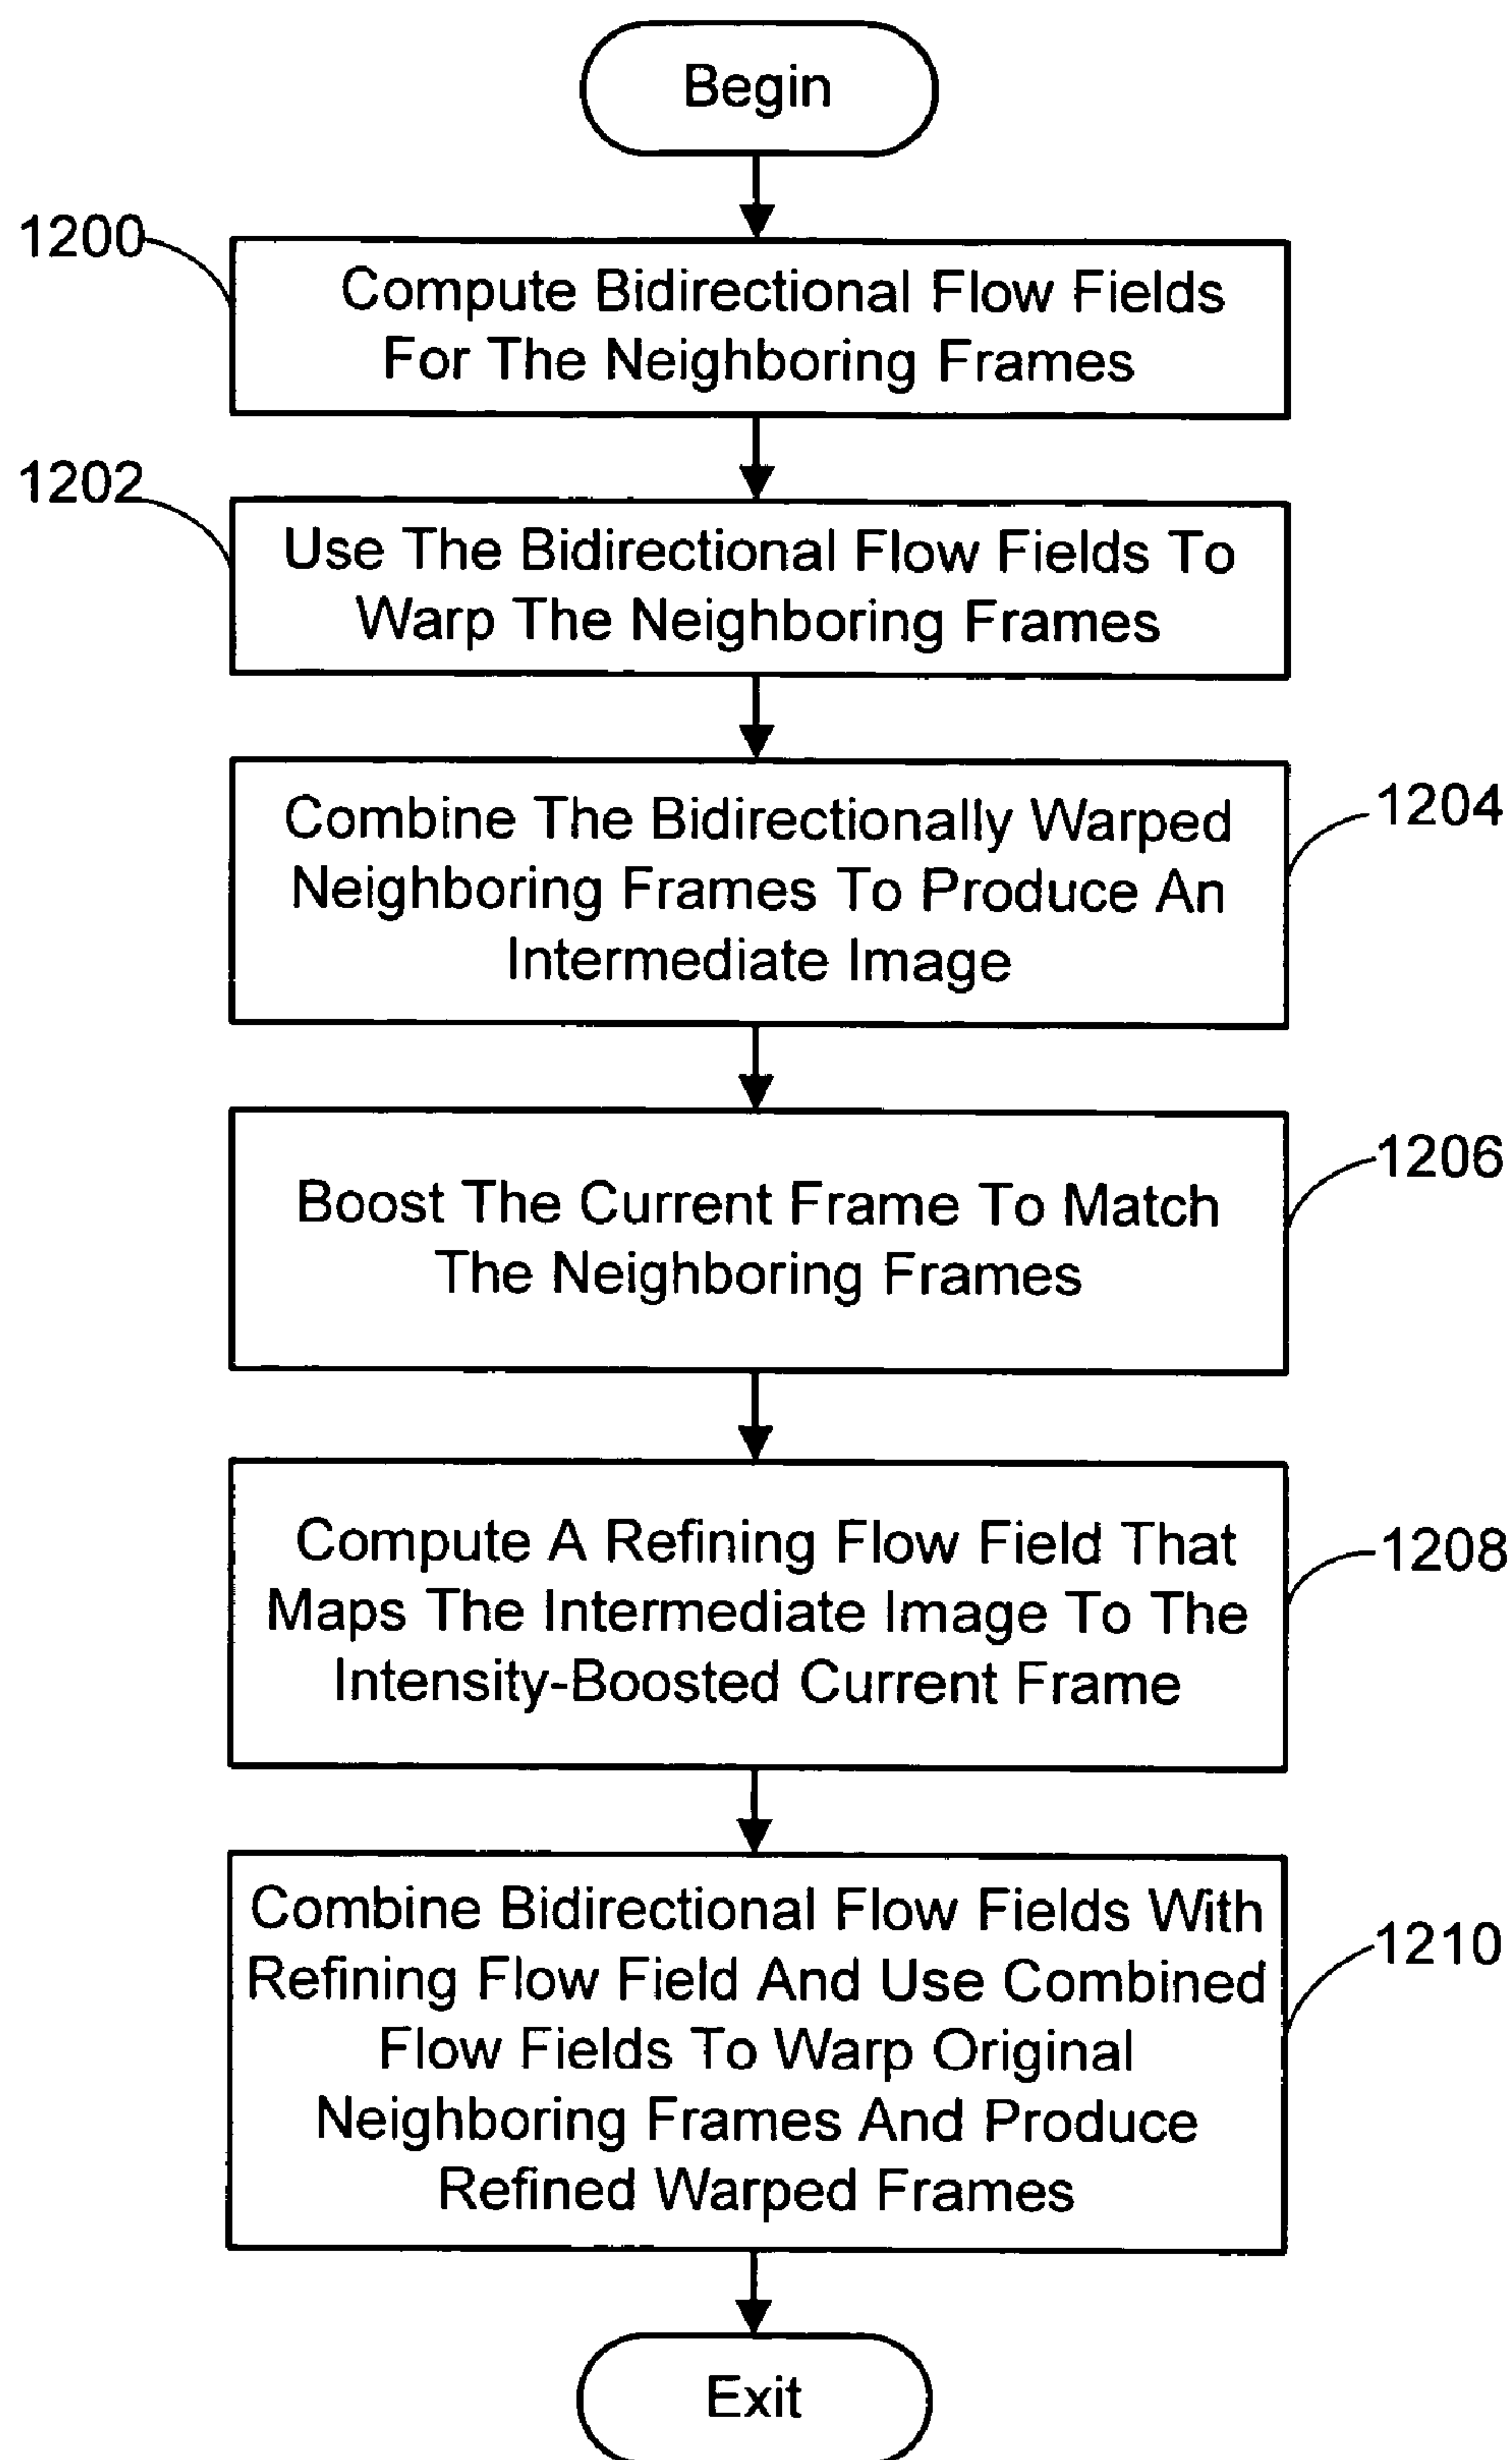 Begin
1200
Compute Bidirectional Flow Fields
For The Neighboring Frames
1202
Use The Bidirectional Flow Fields To
Warp The Neighboring Frames
Combine The Bidirectionally Warped
Neighboring Frames To Produce An
Intermediate Image
1204
Boost The Current Frame To Match
The Neighboring Frames
1206
Compute A Refining Flow Field That
Maps The Intermediate Image To The
Intensity-Boosted Current Frame
1208
Combine Bidirectional Flow Fields With
Refining Flow Field And Use Combined
Flow Fields To Warp Original
Neighboring Frames And Produce
Refined Warped Frames
1210
Exit